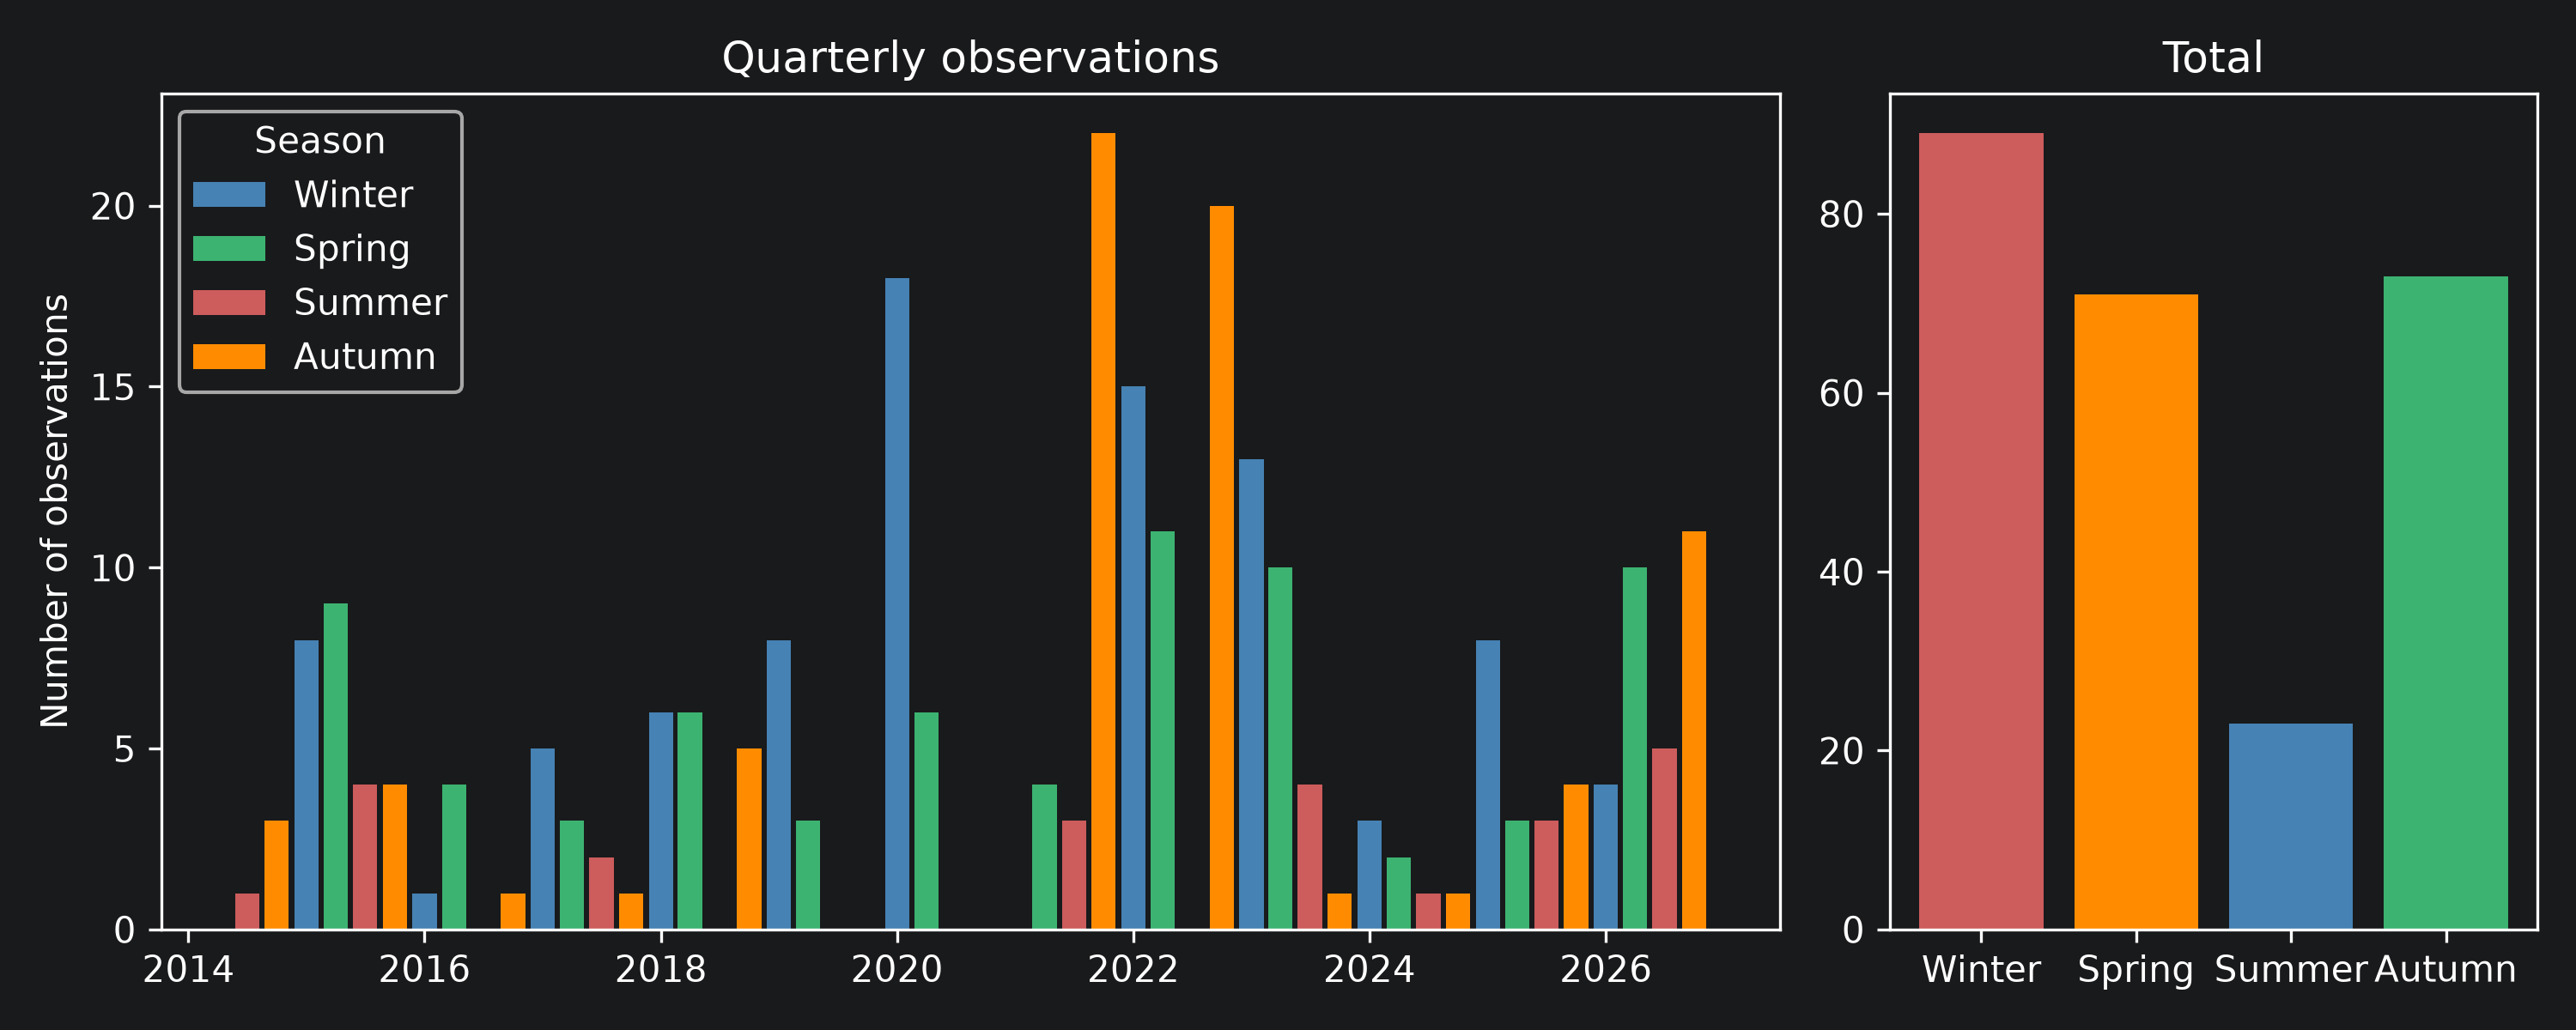 Quarterly observations
Season
Winter
Spring
Summer
Autumn
Number of observations
20
15
10
5
0
2014 2016 2018 2020 2022 2024 2026
Total
80
60
40
20
0
Winter Spring Summer Autumn